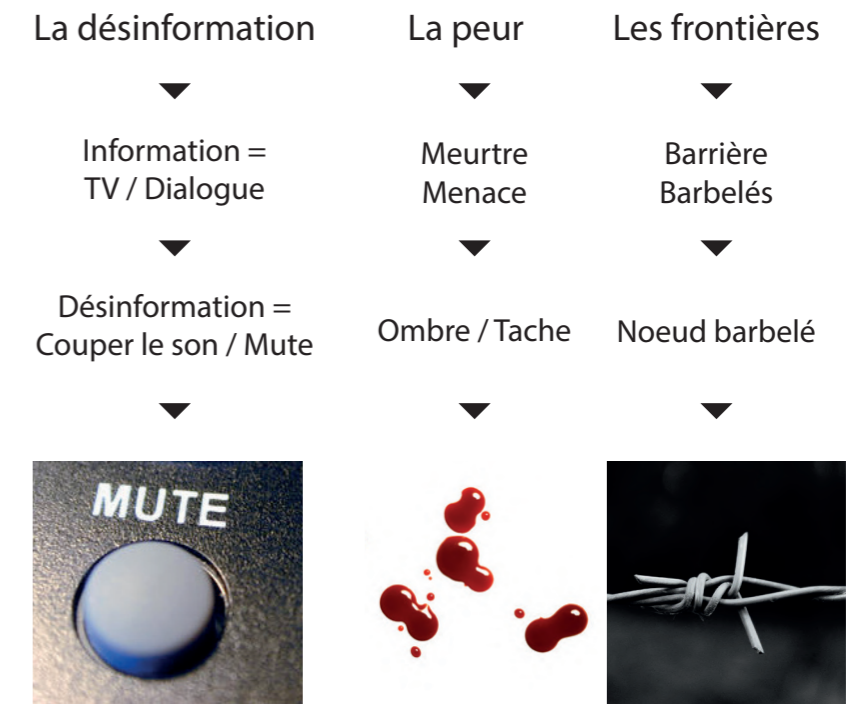 La désinformation
La peur
Les frontières
Information =
TV / Dialogue
Meurtre
Menace
Barrière
Barbelés
Désinformation =
Couper le son / Mute
Ombre / Tache
Noeud barbelé
MUTE